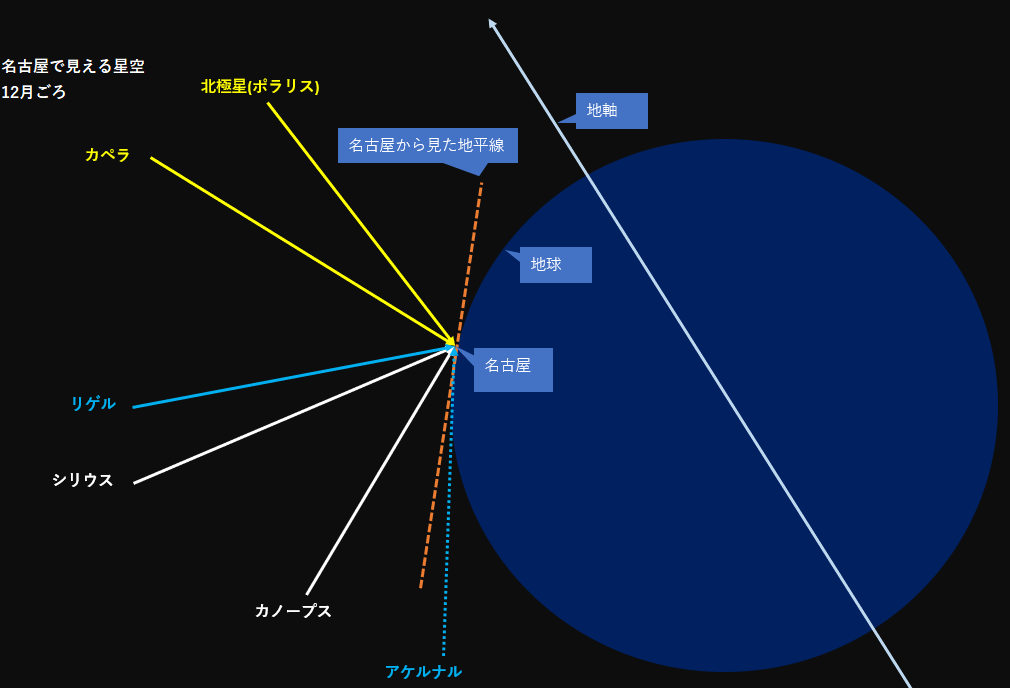 名古屋で見える星空
12月ごろ
北極星(ポラリス)
地軸
名古屋から見た地平線
カペラ
地球
名古屋
リゲル
シリウス
カノープス
アケルナル